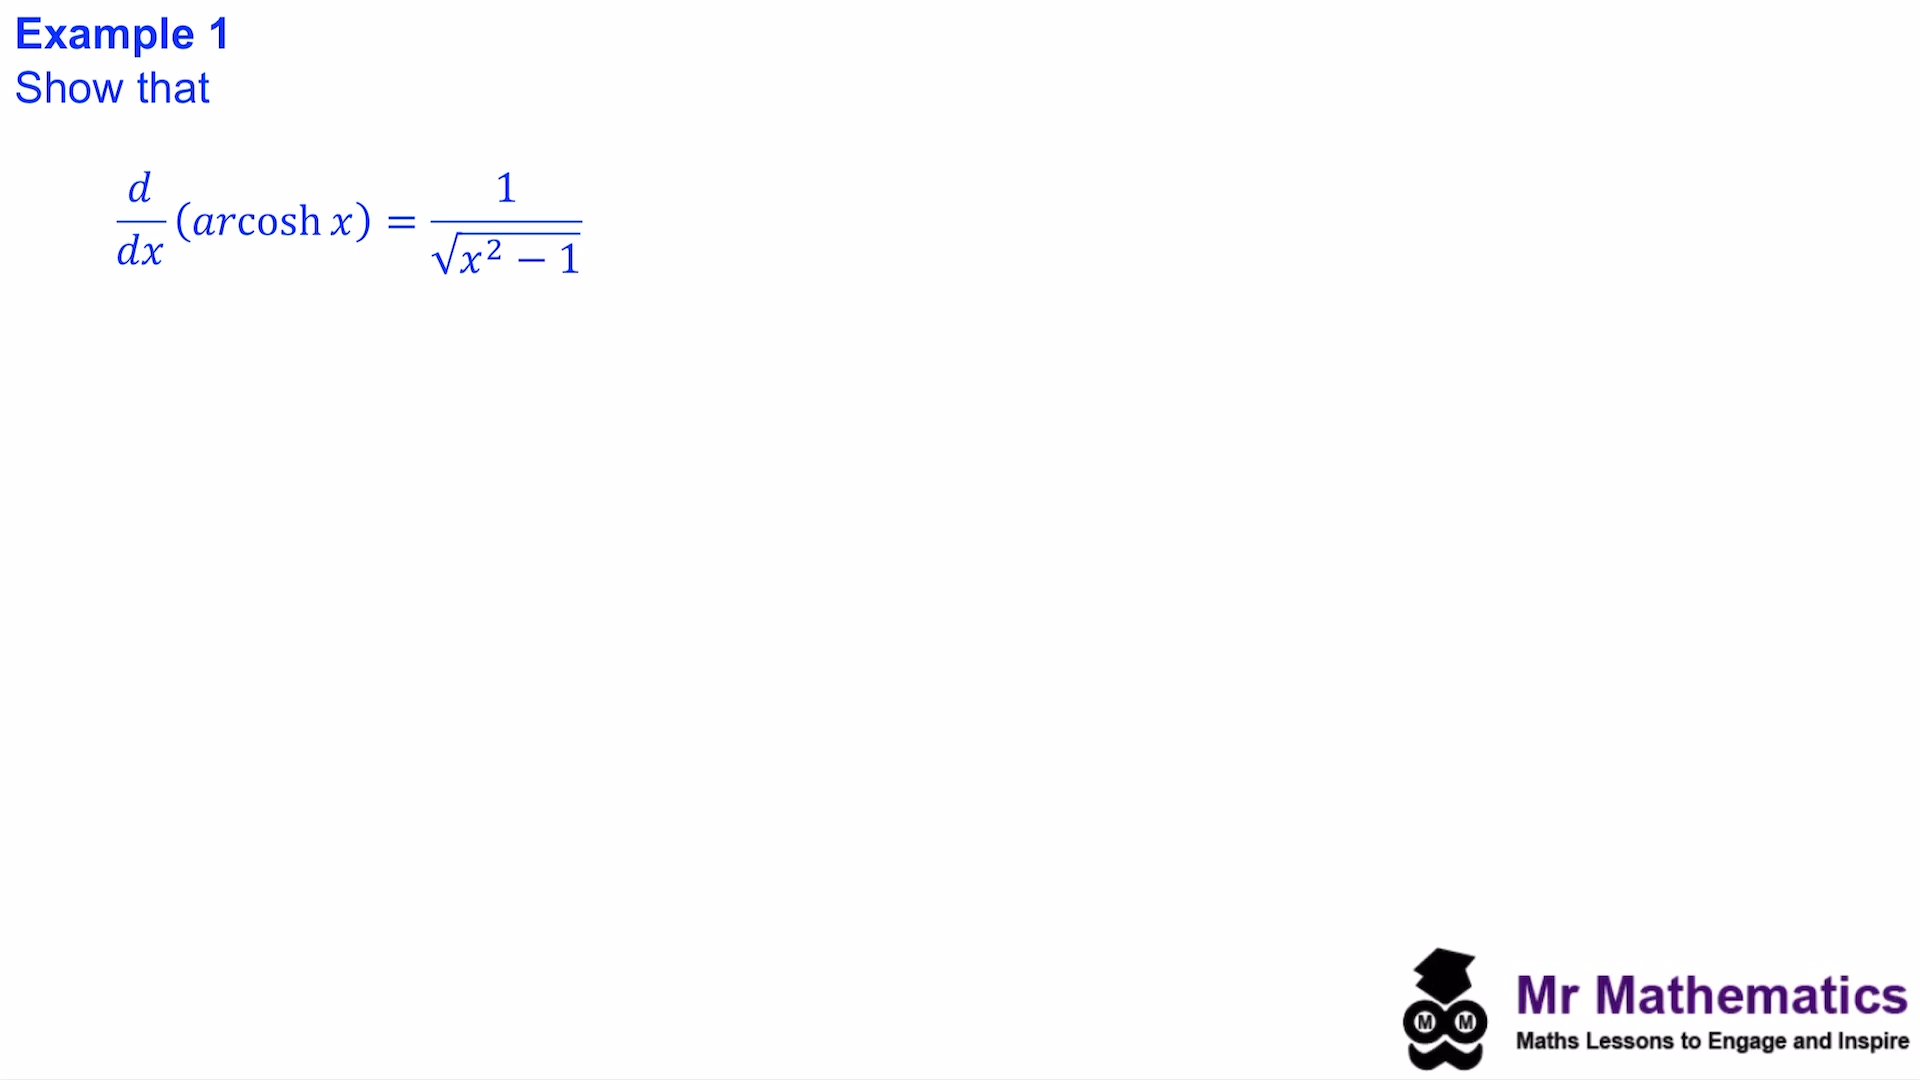 Example 1
Show that
d/dx (arcosh x) = 1/√(x² − 1)
M M
Mr Mathematics
Maths Lessons to Engage and Inspire